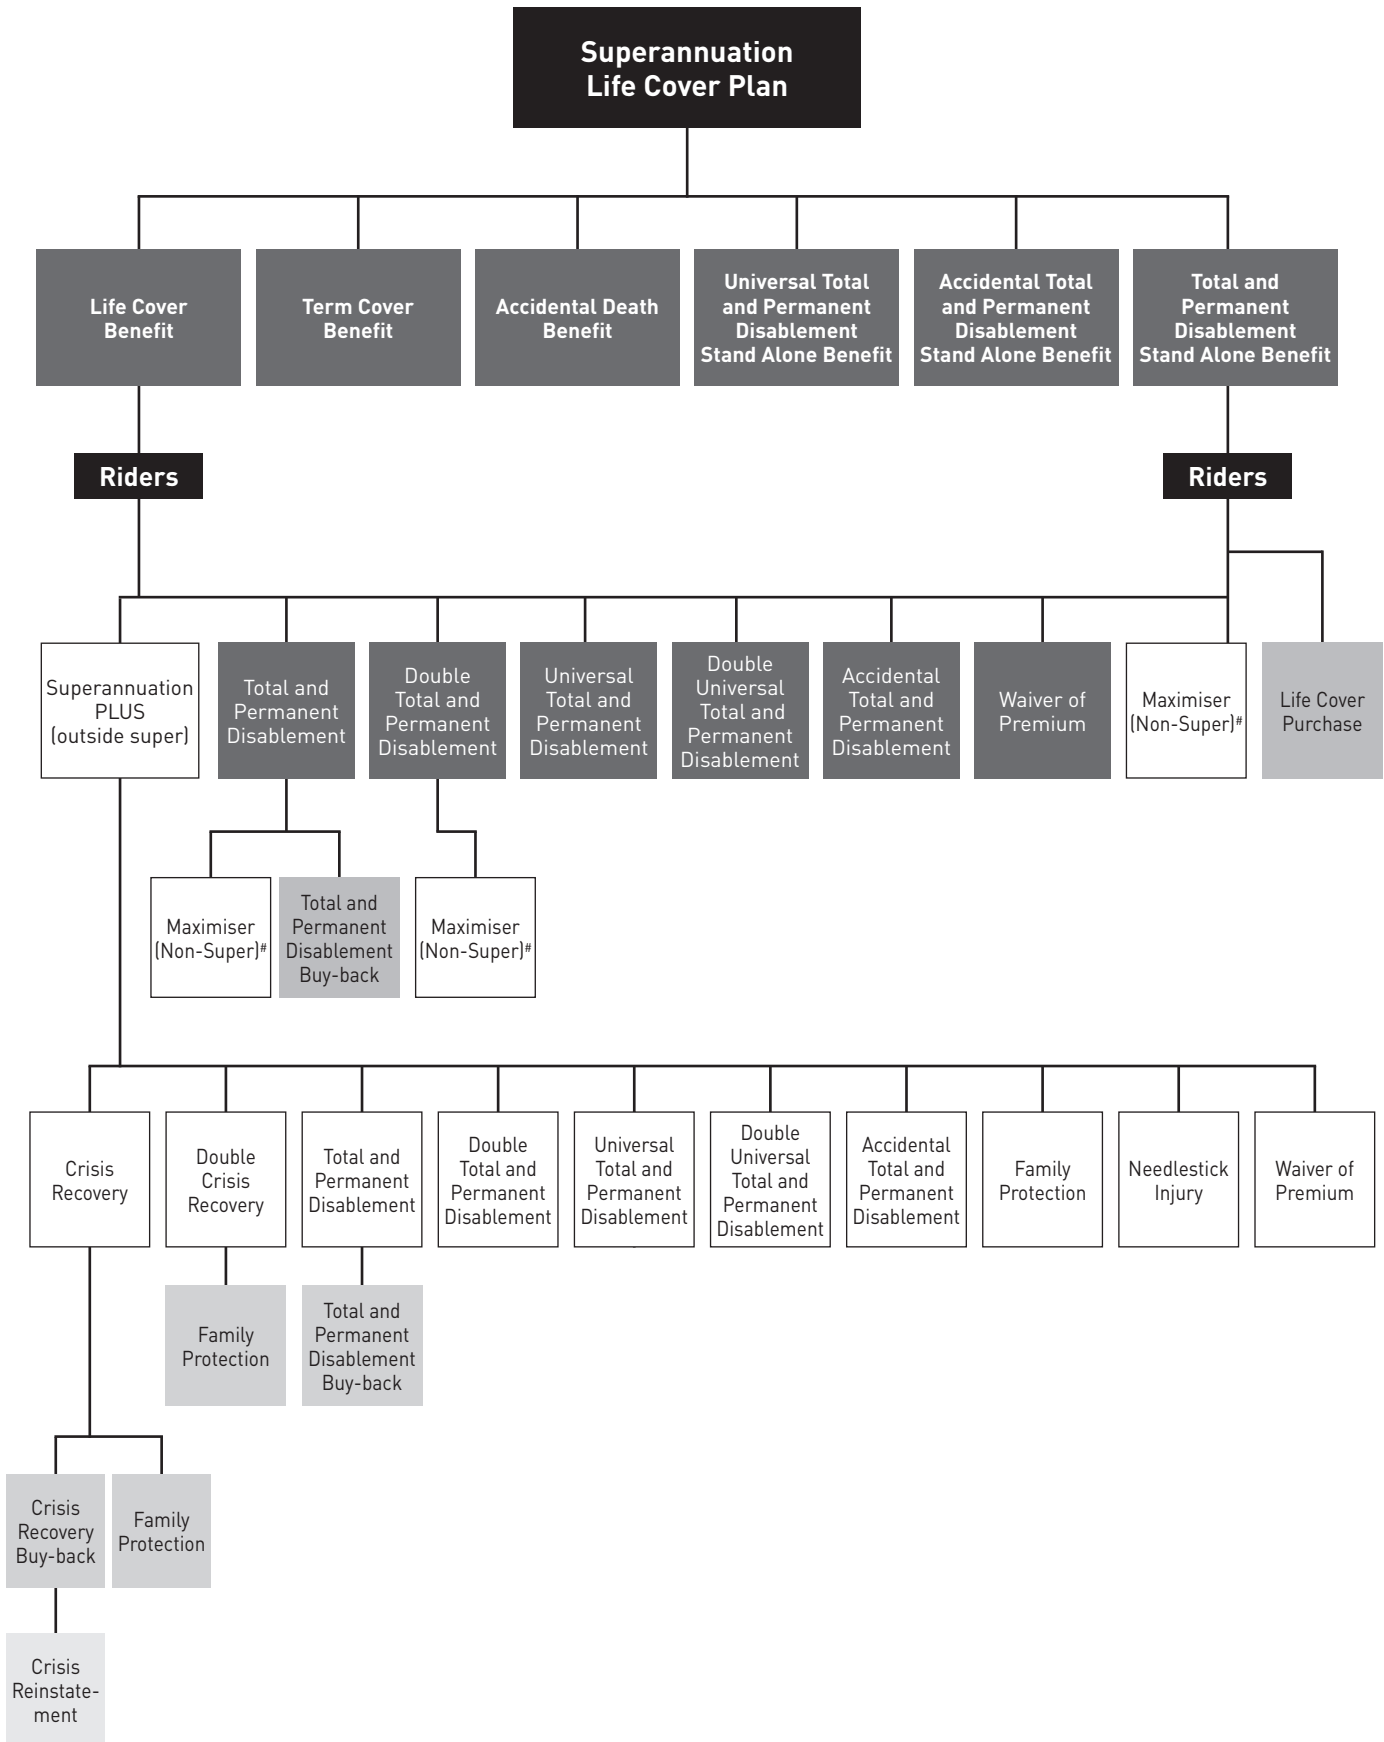 Superannuation
Life Cover Plan
Life Cover
Benefit
Term Cover
Benefit
Accidental Death
Benefit
Universal Total
and Permanent
Disablement
Stand Alone Benefit
Accidental Total
and Permanent
Disablement
Stand Alone Benefit
Total and
Permanent
Disablement
Stand Alone Benefit
Riders
Riders
Superannuation
PLUS
(outside super)
Total and
Permanent
Disablement
Double
Total and
Permanent
Disablement
Universal
Total and
Permanent
Disablement
Double
Universal
Total and
Permanent
Disablement
Accidental
Total and
Permanent
Disablement
Waiver of
Premium
Maximiser
(Non-Super)#
Life Cover
Purchase
Maximiser
(Non-Super)#
Total and
Permanent
Disablement
Buy-back
Maximiser
(Non-Super)#
Crisis
Recovery
Double
Crisis
Recovery
Total and
Permanent
Disablement
Double
Total and
Permanent
Disablement
Universal
Total and
Permanent
Disablement
Double
Universal
Total and
Permanent
Disablement
Accidental
Total and
Permanent
Disablement
Family
Protection
Needlestick
Injury
Waiver of
Premium
Family
Protection
Total and
Permanent
Disablement
Buy-back
Crisis
Recovery
Buy-back
Family
Protection
Crisis
Reinstate-
ment